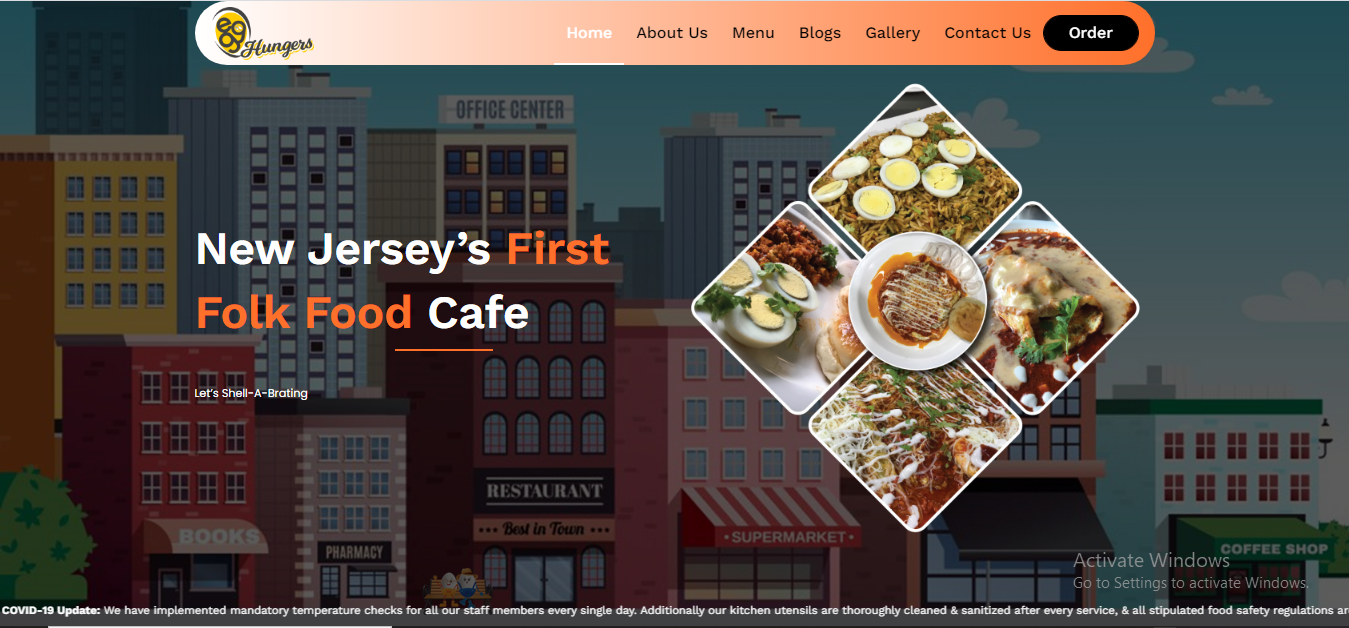 eggy
Hungers
Home
About Us
Menu
Blogs
Gallery
Contact Us
Order
OFFICE CENTER
New Jersey’s First
Folk Food Cafe
Let’s Shell-A-Brating
RESTAURANT
Best in Town
BOOKS
PHARMACY
SUPERMARKET
COFFEE SHOP
Activate Windows
Go to Settings to activate Windows.
COVID-19 Update: We have implemented mandatory temperature checks for all our staff members every single day. Additionally our kitchen utensils are thoroughly cleaned & sanitized after every service, & all stipulated food safety regulations